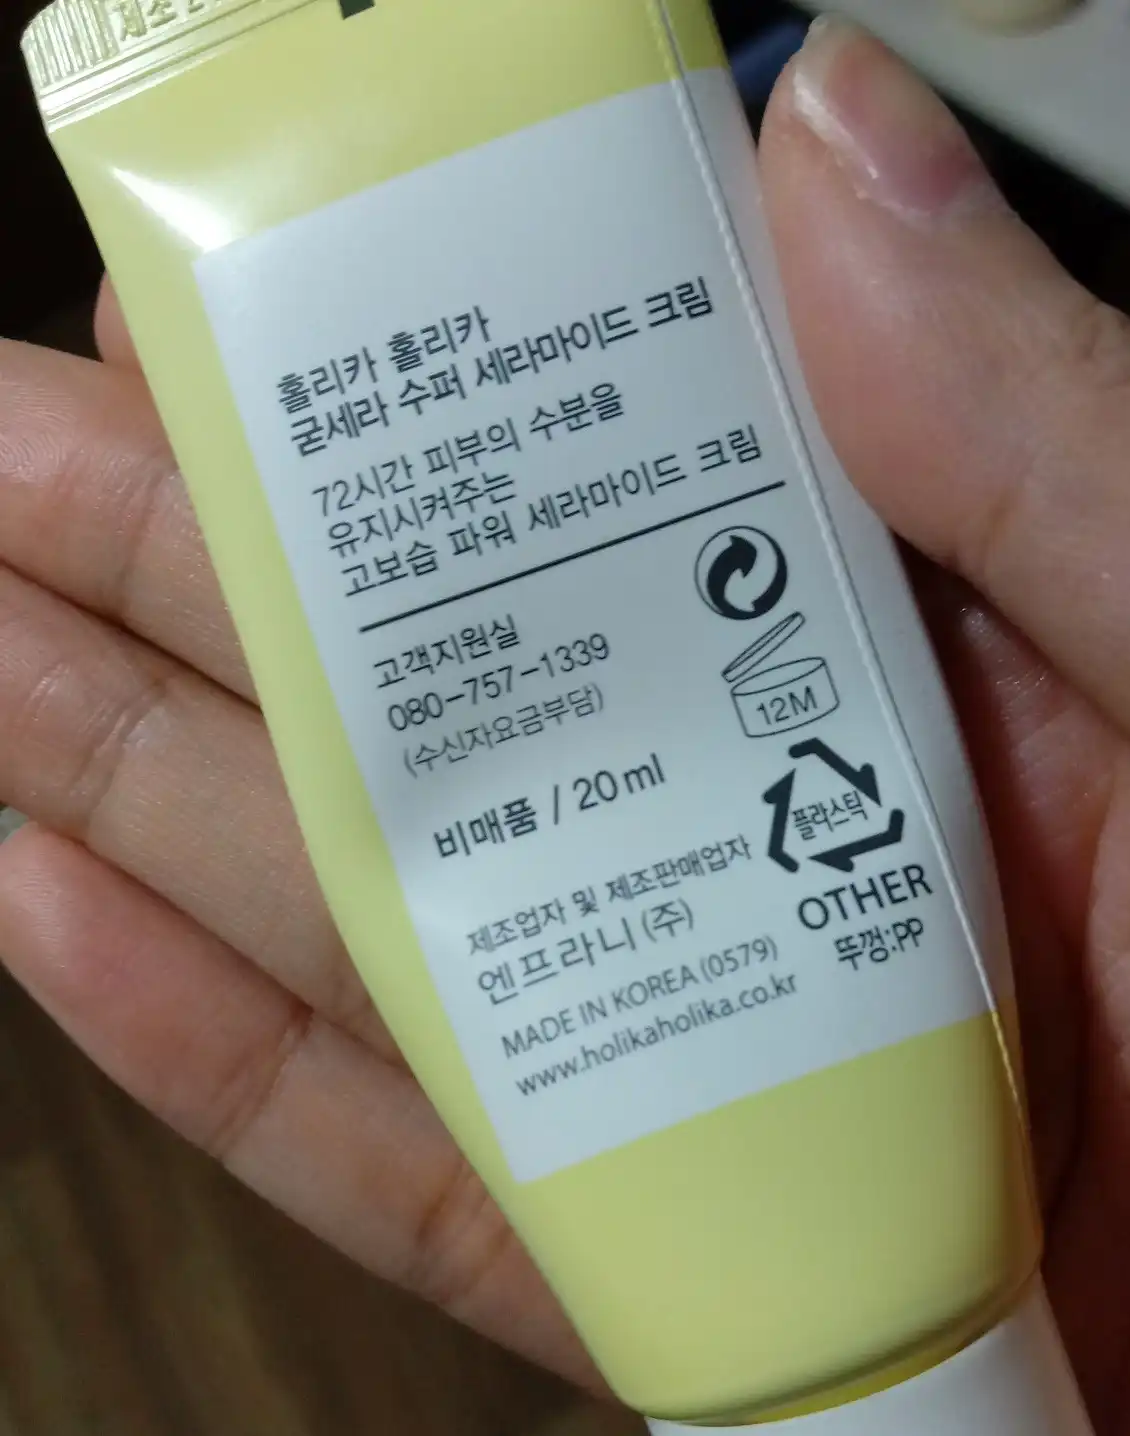 제조
홀리카 홀리카
굳세라 수퍼 세라마이드 크림
72시간 피부의 수분을
유지시켜주는
고보습 파워 세라마이드 크림
고객지원실
080-757-1339
(수신자요금부담)
12M
비매품 / 20ml
플라스틱
OTHER
뚜껑:PP
제조업자 및 제조판매업자
엔프라니(주)
MADE IN KOREA (0579)
www.holikaholika.co.kr